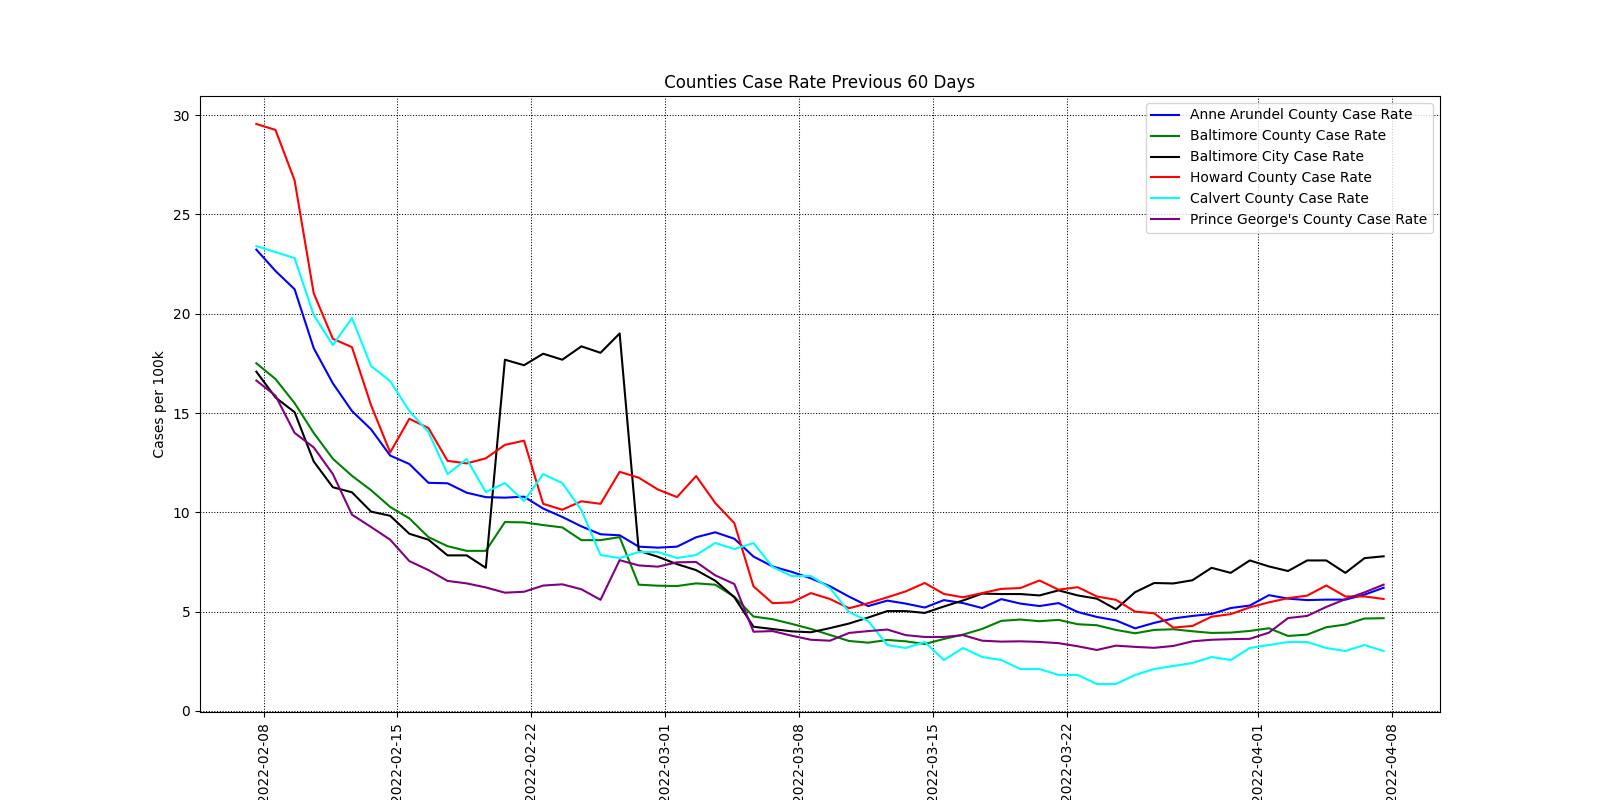 Counties Case Rate Previous 60 Days
Cases per 100k
30
25
20
15
10
5
0
Anne Arundel County Case Rate
Baltimore County Case Rate
Baltimore City Case Rate
Howard County Case Rate
Calvert County Case Rate
Prince George's County Case Rate
2022-02-08
2022-02-15
2022-02-22
2022-03-01
2022-03-08
2022-03-15
2022-03-22
2022-04-01
2022-04-08